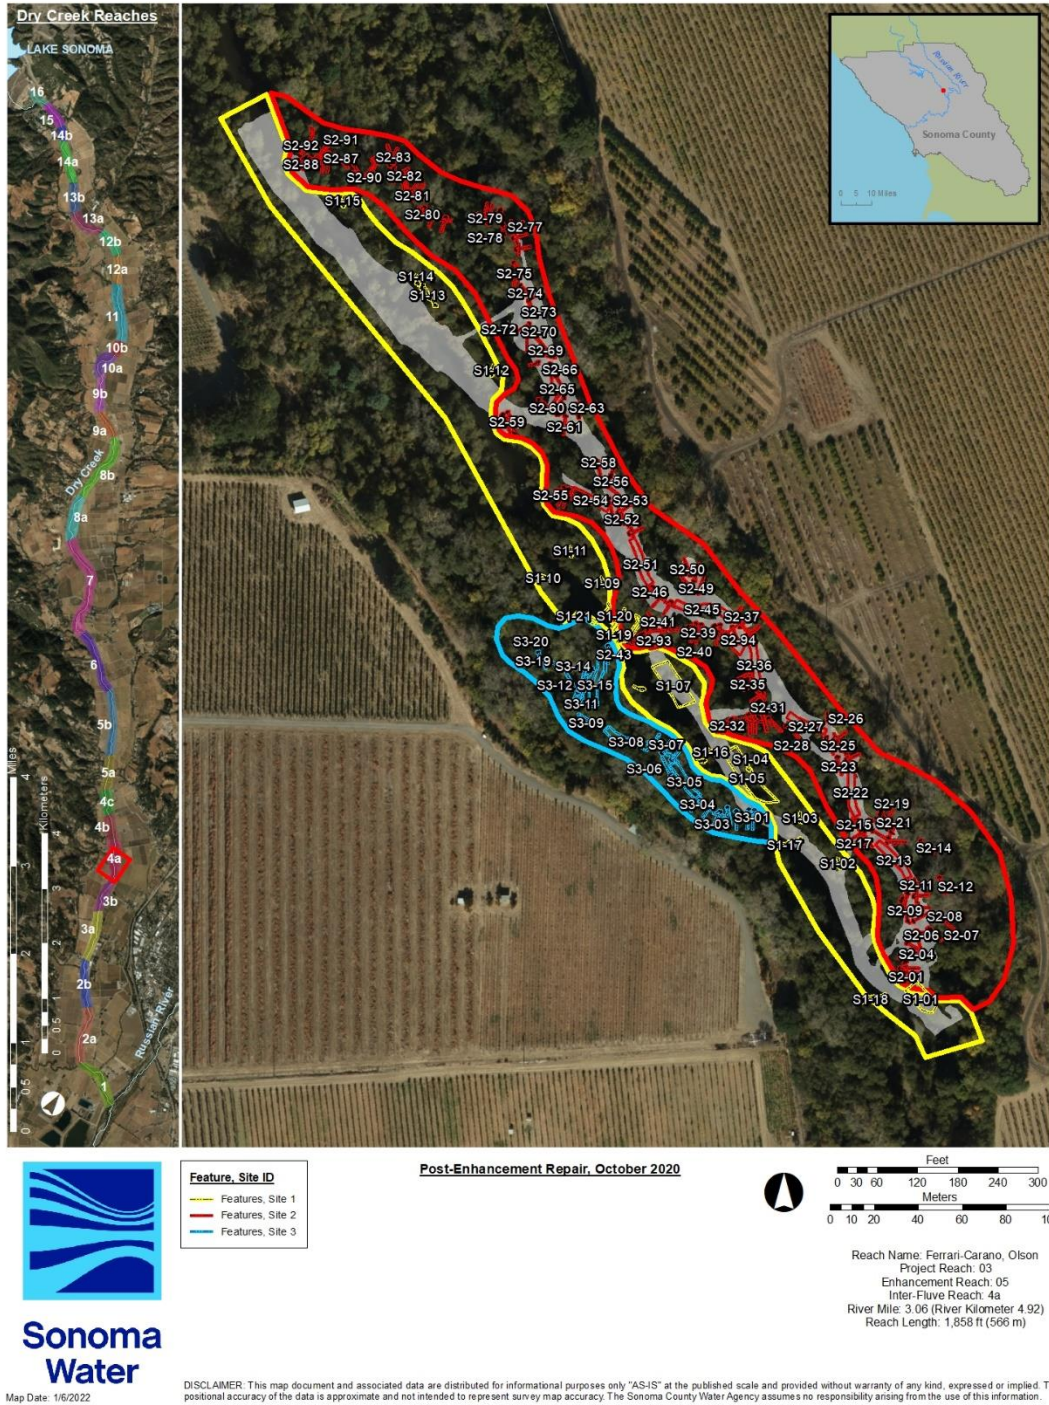 Dry Creek Reaches
LAKE SONOMA
16
15
14b
14a
13b
13a
12b
12a
11
10b
10a
9b
9a
8b
Dry Creek
8a
7
6
5b
5a
4c
4b
4a
3b
3a
2b
2a
1
Russian River
Miles
0 0.5 1 2 3 4
Kilometers
0 0.5 1 2 3 4
Russian River
Sonoma County
0 5 10 Miles
S2-91
S2-92
S2-87
S2-83
S2-88
S2-90
S2-82
S2-81
S1-15
S2-80
S2-79
S2-77
S2-78
S2-75
S1-14
S1-13
S2-74
S2-73
S2-72
S2-70
S2-69
S1-12
S2-66
S2-65
S2-60
S2-63
S2-59
S2-61
S2-58
S2-56
S2-55
S2-54
S2-53
S2-52
S1-11
S2-51
S2-50
S1-10
S1-09
S2-49
S2-46
S2-45
S1-21
S1-20
S2-41
S2-37
S1-19
S2-93
S2-39
S2-94
S3-20
S2-43
S2-40
S3-19
S3-14
S2-36
S3-12
S3-15
S1-07
S2-35
S3-11
S2-31
S3-09
S2-32
S2-27
S2-26
S3-08
S3-07
S2-28
S2-25
S1-16
S1-04
S3-06
S2-23
S3-05
S1-05
S2-22
S3-04
S2-19
S3-03
S3-01
S1-03
S2-15
S2-21
S1-17
S2-17
S2-14
S1-02
S2-13
S2-11
S2-12
S2-09
S2-08
S2-06
S2-07
S2-04
S2-01
S1-18
S1-01
Sonoma
Water
Map Date: 1/6/2022
Feature, Site ID
Features, Site 1
Features, Site 2
Features, Site 3
Post-Enhancement Repair, October 2020
Feet
0 30 60 120 180 240 300
Meters
0 10 20 40 60 80 10
Reach Name: Ferrari-Carano, Olson
Project Reach: 03
Enhancement Reach: 05
Inter-Fluve Reach: 4a
River Mile: 3.06 (River Kilometer 4.92)
Reach Length: 1,858 ft (566 m)
DISCLAIMER: This map document and associated data are distributed for informational purposes only "AS-IS" at the published scale and provided without warranty of any kind, expressed or implied. T
positional accuracy of the data is approximate and not intended to represent survey map accuracy. The Sonoma County Water Agency assumes no responsibility arising from the use of this information.